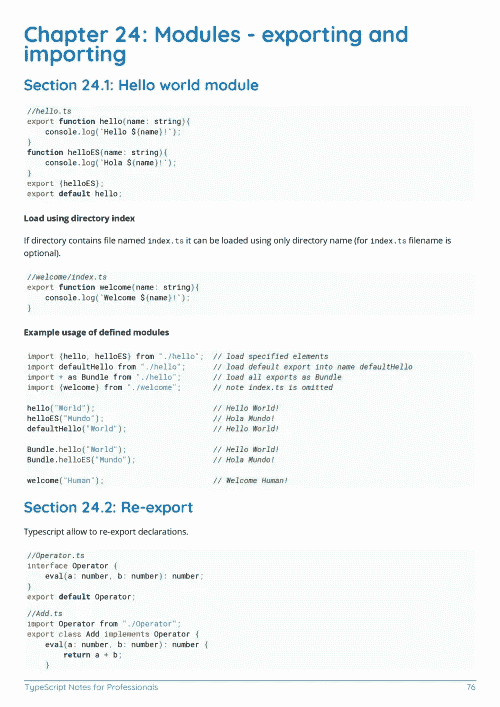 Chapter 24: Modules - exporting and
importing
Section 24.1: Hello world module
//hello.ts
export function hello(name: string){
    console.log(`Hello ${name}!`);
}
function helloES(name: string){
    console.log(`Hola ${name}!`);
}
export {helloES};
export default hello;
Load using directory index
If directory contains file named index.ts it can be loaded using only directory name (for index.ts filename is
optional).
//welcome/index.ts
export function welcome(name: string){
    console.log(`Welcome ${name}!`);
}
Example usage of defined modules
import {hello, helloES} from "./hello";  // load specified elements
import defaultHello from "./hello";      // load default export into name defaultHello
import * as Bundle from "./hello";       // load all exports as Bundle
import {welcome} from "./welcome";       // note index.ts is omitted
hello("World");                          // Hello World!
helloES("Mundo");                        // Hola Mundo!
defaultHello("World");                   // Hello World!
Bundle.hello("World");                   // Hello World!
Bundle.helloES("Mundo");                 // Hola Mundo!
welcome("Human");                        // Welcome Human!
Section 24.2: Re-export
Typescript allow to re-export declarations.
//Operator.ts
interface Operator {
    eval(a: number, b: number): number;
}
export default Operator;
//Add.ts
import Operator from "./Operator";
export class Add implements Operator {
    eval(a: number, b: number): number {
        return a + b;
    }
TypeScript Notes for Professionals 76